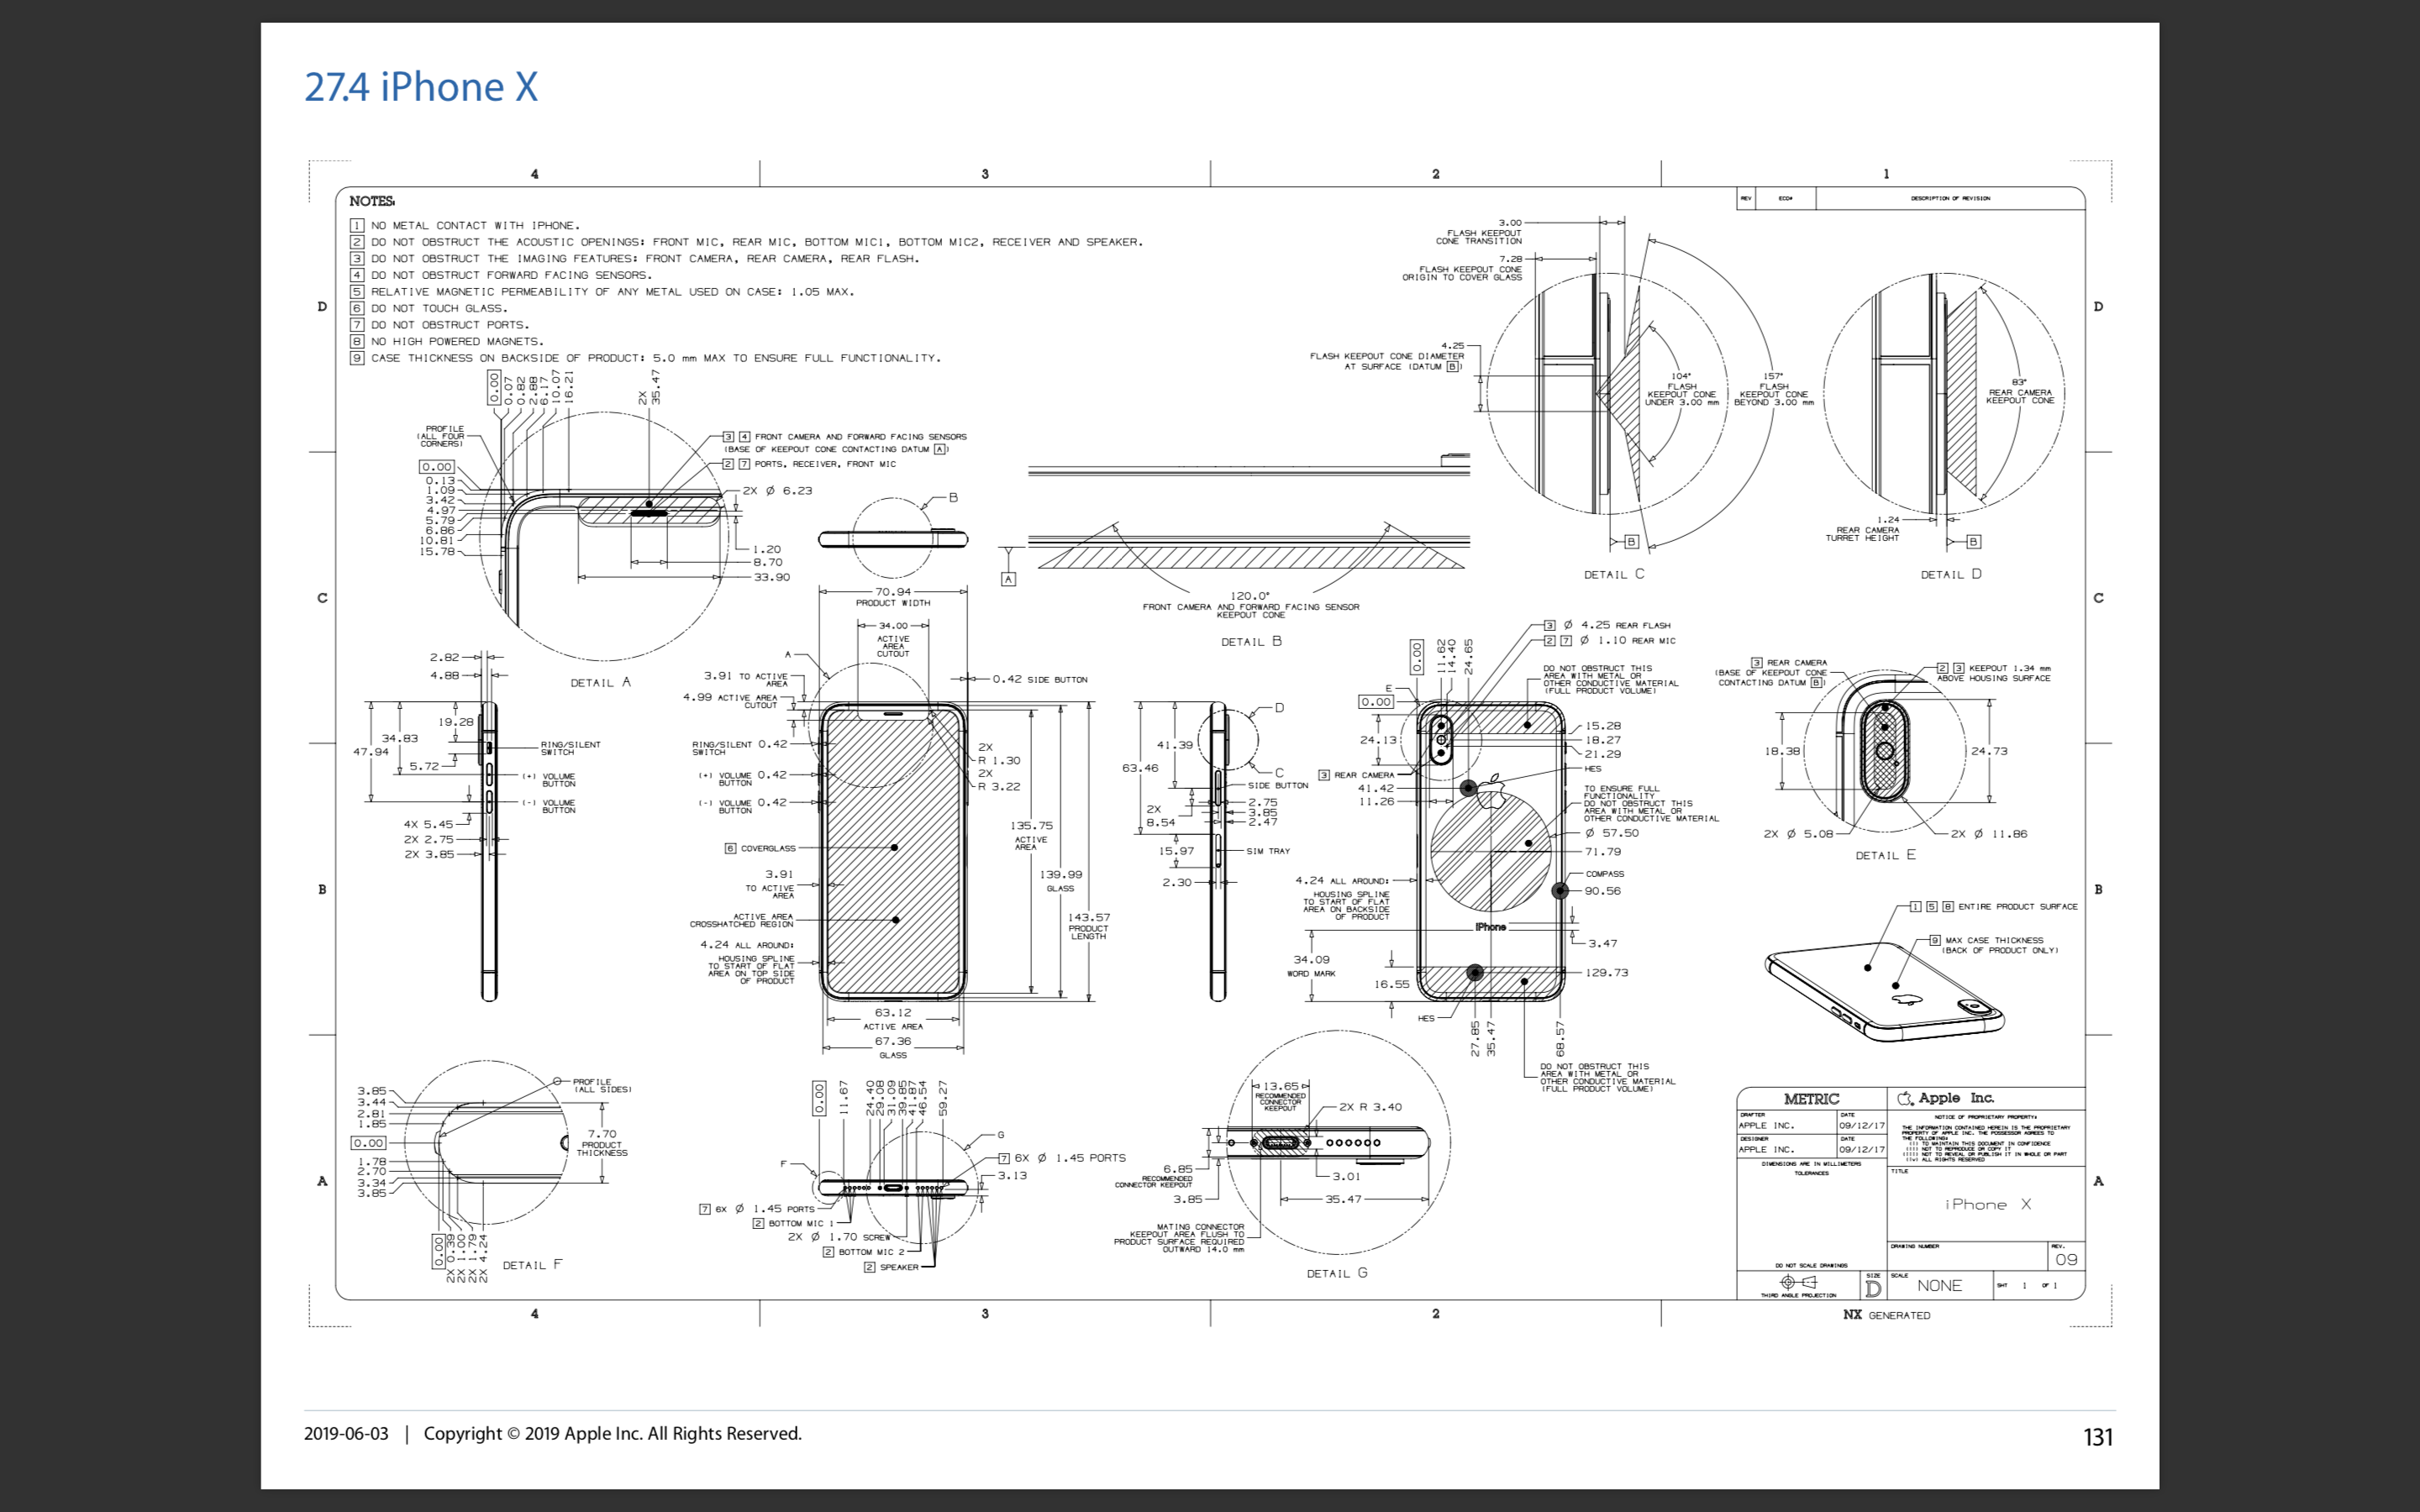 27.4 iPhone X
4
3
2
1
NOTES:
1 NO METAL CONTACT WITH IPHONE.
2 DO NOT OBSTRUCT THE ACOUSTIC OPENINGS: FRONT MIC, REAR MIC, BOTTOM MIC1, BOTTOM MIC2, RECEIVER AND SPEAKER.
3 DO NOT OBSTRUCT THE IMAGING FEATURES: FRONT CAMERA, REAR CAMERA, REAR FLASH.
4 DO NOT OBSTRUCT FORWARD FACING SENSORS.
5 RELATIVE MAGNETIC PERMEABILITY OF ANY METAL USED ON CASE: 1.05 MAX.
6 DO NOT TOUCH GLASS.
7 DO NOT OBSTRUCT PORTS.
8 NO HIGH POWERED MAGNETS.
9 CASE THICKNESS ON BACKSIDE OF PRODUCT: 5.0 mm MAX TO ENSURE FULL FUNCTIONALITY.
REV
ECO#
DESCRIPTION OF REVISION
D
D
C
C
B
B
A
A
0.00
0.07
0.82
2.88
6.17
10.07
16.21
2X
35.47
PROFILE
(ALL FOUR
CORNERS)
0.00
0.13
1.09
3.42
4.97
5.79
6.86
10.81
15.78
3 4 FRONT CAMERA AND FORWARD FACING SENSORS
(BASE OF KEEPOUT CONE CONTACTING DATUM A)
2 7 PORTS, RECEIVER, FRONT MIC
2X Ø 6.23
1.20
8.70
33.90
DETAIL A
B
A
120.0°
FRONT CAMERA AND FORWARD FACING SENSOR
KEEPOUT CONE
DETAIL B
3.00
FLASH KEEPOUT
CONE TRANSITION
7.28
FLASH KEEPOUT CONE
ORIGIN TO COVER GLASS
4.25
FLASH KEEPOUT CONE DIAMETER
AT SURFACE (DATUM B)
104°
FLASH
KEEPOUT CONE
UNDER 3.00 mm
157°
FLASH
KEEPOUT CONE
BEYOND 3.00 mm
B
DETAIL C
83°
REAR CAMERA
KEEPOUT CONE
1.24
REAR CAMERA
TURRET HEIGHT
B
DETAIL D
2.82
4.88
19.28
34.83
47.94
5.72
RING/SILENT
SWITCH
(+) VOLUME
BUTTON
(-) VOLUME
BUTTON
4X 5.45
2X 2.75
2X 3.85
70.94
PRODUCT WIDTH
34.00
ACTIVE
AREA
CUTOUT
A
3.91 TO ACTIVE
AREA
4.99 ACTIVE AREA
CUTOUT
0.42 SIDE BUTTON
RING/SILENT 0.42
SWITCH
(+) VOLUME 0.42
BUTTON
(-) VOLUME 0.42
BUTTON
2X
R 1.30
2X
R 3.22
6 COVERGLASS
3.91
TO ACTIVE
AREA
ACTIVE AREA
CROSSHATCHED REGION
4.24 ALL AROUND:
HOUSING SPLINE
TO START OF FLAT
AREA ON TOP SIDE
OF PRODUCT
135.75
ACTIVE
AREA
139.99
GLASS
143.57
PRODUCT
LENGTH
63.12
ACTIVE AREA
67.36
GLASS
D
C
41.39
63.46
SIDE BUTTON
2.75
3.85
2.47
2X
8.54
15.97
SIM TRAY
2.30
3 Ø 4.25 REAR FLASH
2 7 Ø 1.10 REAR MIC
0.00
11.62
14.40
24.65
E
0.00
24.13
3 REAR CAMERA
41.42
11.26
DO NOT OBSTRUCT THIS
AREA WITH METAL OR
OTHER CONDUCTIVE MATERIAL
(FULL PRODUCT VOLUME)
15.28
18.27
21.29
HES
TO ENSURE FULL
FUNCTIONALITY
DO NOT OBSTRUCT THIS
AREA WITH METAL OR
OTHER CONDUCTIVE MATERIAL
Ø 57.50
71.79
COMPASS
90.56
4.24 ALL AROUND:
HOUSING SPLINE
TO START OF FLAT
AREA ON BACKSIDE
OF PRODUCT
iPhone
3.47
34.09
WORD MARK
16.55
129.73
HES
27.85
35.47
68.57
DO NOT OBSTRUCT THIS
AREA WITH METAL OR
OTHER CONDUCTIVE MATERIAL
(FULL PRODUCT VOLUME)
3 REAR CAMERA
(BASE OF KEEPOUT CONE
CONTACTING DATUM B)
2 3 KEEPOUT 1.34 mm
ABOVE HOUSING SURFACE
18.38
24.73
2X Ø 5.08
2X Ø 11.86
DETAIL E
1 5 8 ENTIRE PRODUCT SURFACE
9 MAX CASE THICKNESS
(BACK OF PRODUCT ONLY)
3.85
3.44
2.81
1.85
0.00
1.78
2.70
3.34
3.85
PROFILE
(ALL SIDES)
7.70
PRODUCT
THICKNESS
0.00
2X 0.39
2X 1.00
2X 1.79
2X 4.24
DETAIL F
0.00
11.67
24.40
29.08
31.09
39.85
41.87
46.54
59.27
G
F
7 6X Ø 1.45 PORTS
3.13
7 6X Ø 1.45 PORTS
2 BOTTOM MIC 1
2X Ø 1.70 SCREW
2 BOTTOM MIC 2
2 SPEAKER
13.65
RECOMMENDED
CONNECTOR
KEEPOUT
2X R 3.40
6.85
RECOMMENDED
CONNECTOR KEEPOUT
3.85
3.01
35.47
MATING CONNECTOR
KEEPOUT AREA FLUSH TO
PRODUCT SURFACE REQUIRED
OUTWARD 14.0 mm
DETAIL G
METRIC
Apple Inc.
DRAFTER
APPLE INC.
DATE
09/12/17
DESIGNER
APPLE INC.
DATE
09/12/17
DIMENSIONS ARE IN MILLIMETERS
TOLERANCES
NOTICE OF PROPRIETARY PROPERTY:
THE INFORMATION CONTAINED HEREIN IS THE PROPRIETARY
PROPERTY OF APPLE INC. THE POSSESSOR AGREES TO
THE FOLLOWING:
(I) TO MAINTAIN THIS DOCUMENT IN CONFIDENCE
(II) NOT TO REPRODUCE OR COPY IT
(III) NOT TO REVEAL OR PUBLISH IT IN WHOLE OR PART
(IV) ALL RIGHTS RESERVED
TITLE
iPhone X
DRAWING NUMBER
REV.
09
DO NOT SCALE DRAWINGS
THIRD ANGLE PROJECTION
SIZE
D
SCALE
NONE
SHT 1 OF 1
4
3
2
NX GENERATED
2019-06-03 | Copyright © 2019 Apple Inc. All Rights Reserved.
131